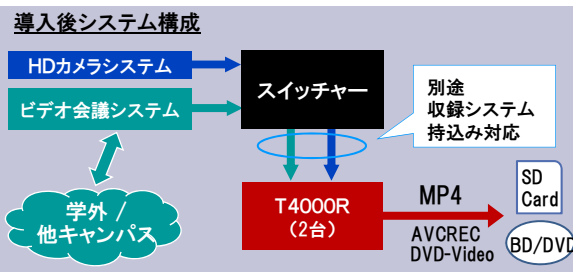 導入後システム構成
HDカメラシステム
ビデオ会議システム
スイッチャー
別途
収録システム
持込み対応
学外 /
他キャンパス
T4000R
（2台）
MP4
AVCREC
DVD-Video
SD
Card
BD/DVD